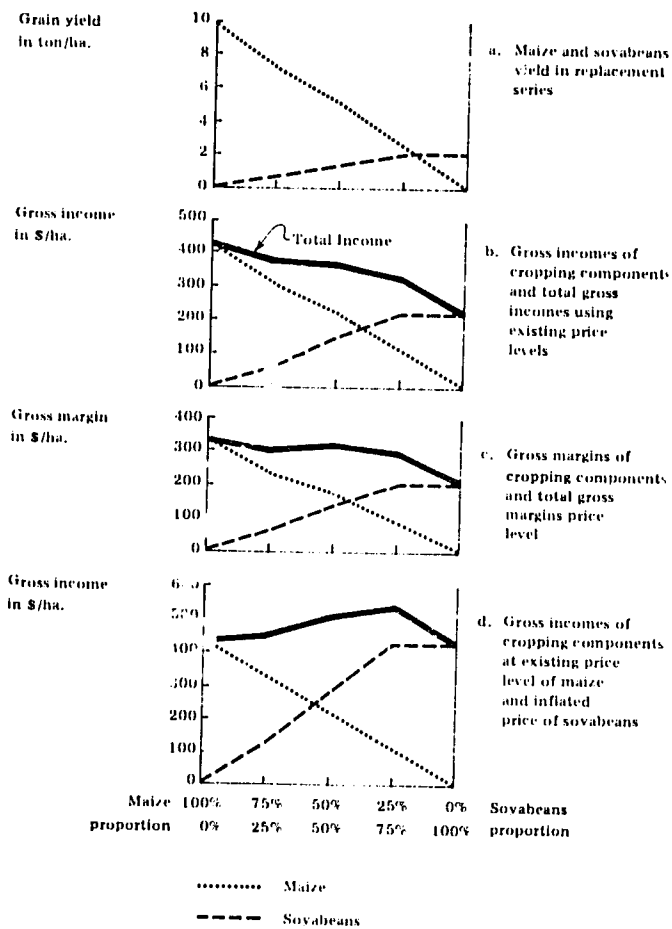 Grain yield
in ton/ha.
10
8
6
4
2
0
a. Maize and soyabeans
yield in replacement
series
Gross income
in $/ha.
500
400
300
200
100
0
Total Income
b. Gross incomes of
cropping components
and total gross
incomes using
existing price
levels
Gross margin
in $/ha.
400
300
200
100
0
c. Gross margins of
cropping components
and total gross
margins price
level
Gross income
in $/ha.
500
400
300
200
100
0
d. Gross incomes of
cropping components
at existing price
level of maize
and inflated
price of soyabeans
Maize 100% 75% 50% 25% 0% Soyabeans
proportion 0% 25% 50% 75% 100% proportion
Maize
Soyabeans